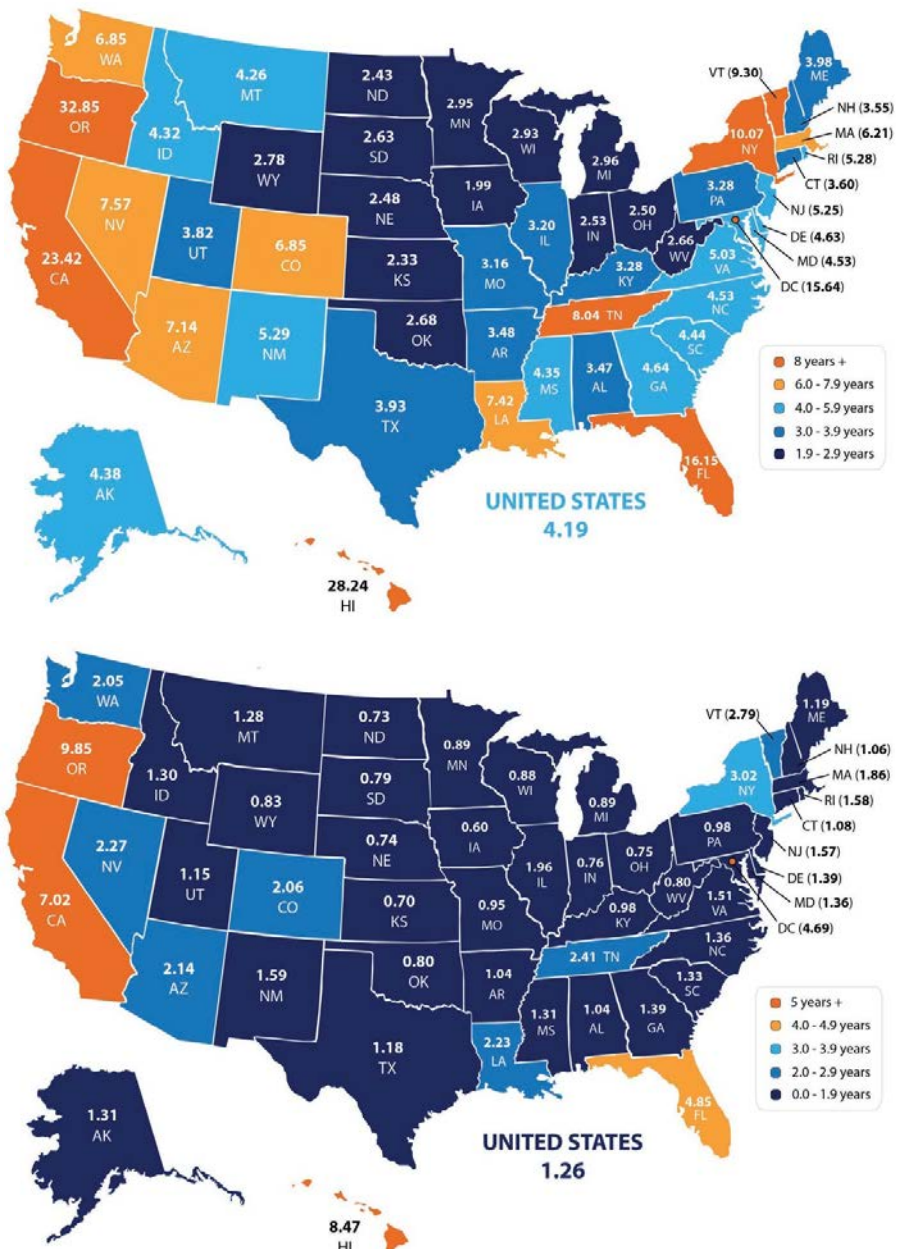 6.85
WA
4.26
MT
2.43
ND
2.95
MN
VT (9.30)
3.98
ME
32.85
OR
4.32
ID
2.63
SD
2.93
WI
2.96
MI
10.07
NY
NH (3.55)
MA (6.21)
RI (5.28)
CT (3.60)
2.78
WY
1.99
IA
3.28
PA
NJ (5.25)
7.57
NV
3.82
UT
6.85
CO
2.48
NE
3.20
IL
2.53
IN
2.50
OH
2.66
WV
DE (4.63)
MD (4.53)
DC (15.64)
23.42
CA
2.33
KS
3.16
MO
3.28
KY
5.03
VA
7.14
AZ
5.29
NM
2.68
OK
3.48
AR
8.04 TN
4.53
NC
4.44
SC
3.93
TX
7.42
LA
4.35
MS
3.47
AL
4.64
GA
16.15
FL
8 years +
6.0 - 7.9 years
4.0 - 5.9 years
3.0 - 3.9 years
1.9 - 2.9 years
4.38
AK
28.24
HI
UNITED STATES
4.19
2.05
WA
1.28
MT
0.73
ND
0.89
MN
VT (2.79)
1.19
ME
9.85
OR
1.30
ID
0.79
SD
0.88
WI
0.89
MI
3.02
NY
NH (1.06)
MA (1.86)
RI (1.58)
CT (1.08)
0.83
WY
0.60
IA
0.98
PA
NJ (1.57)
2.27
NV
1.15
UT
2.06
CO
0.74
NE
1.96
IL
0.76
IN
0.75
OH
0.80
WV
DE (1.39)
MD (1.36)
DC (4.69)
7.02
CA
0.70
KS
0.95
MO
0.98
KY
1.51
VA
2.14
AZ
1.59
NM
0.80
OK
1.04
AR
2.41 TN
1.36
NC
1.33
SC
1.18
TX
2.23
LA
1.31
MS
1.04
AL
1.39
GA
4.85
FL
5 years +
4.0 - 4.9 years
3.0 - 3.9 years
2.0 - 2.9 years
0.0 - 1.9 years
1.31
AK
8.47
HI
UNITED STATES
1.26